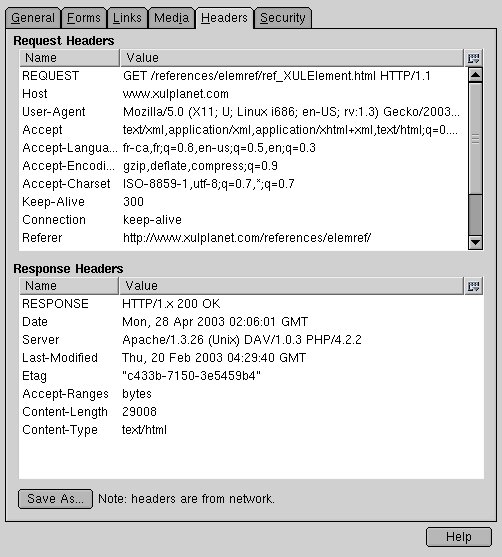 General Forms Links Media Headers Security
Request Headers
Name Value
REQUEST GET /references/elemref/ref_XULElement.html HTTP/1.1
Host www.xulplanet.com
User-Agent Mozilla/5.0 (X11; U; Linux i686; en-US; rv:1.3) Gecko/2003...
Accept text/xml,application/xml,application/xhtml+xml,text/html;q=0....
Accept-Langua... fr-ca,fr;q=0.8,en-us;q=0.5,en;q=0.3
Accept-Encodi... gzip,deflate,compress;q=0.9
Accept-Charset ISO-8859-1,utf-8;q=0.7,*;q=0.7
Keep-Alive 300
Connection keep-alive
Referer http://www.xulplanet.com/references/elemref/
Response Headers
Name Value
RESPONSE HTTP/1.x 200 OK
Date Mon, 28 Apr 2003 02:06:01 GMT
Server Apache/1.3.26 (Unix) DAV/1.0.3 PHP/4.2.2
Last-Modified Thu, 20 Feb 2003 04:29:40 GMT
Etag "c433b-7150-3e5459b4"
Accept-Ranges bytes
Content-Length 29008
Content-Type text/html
Save As... Note: headers are from network.
Help